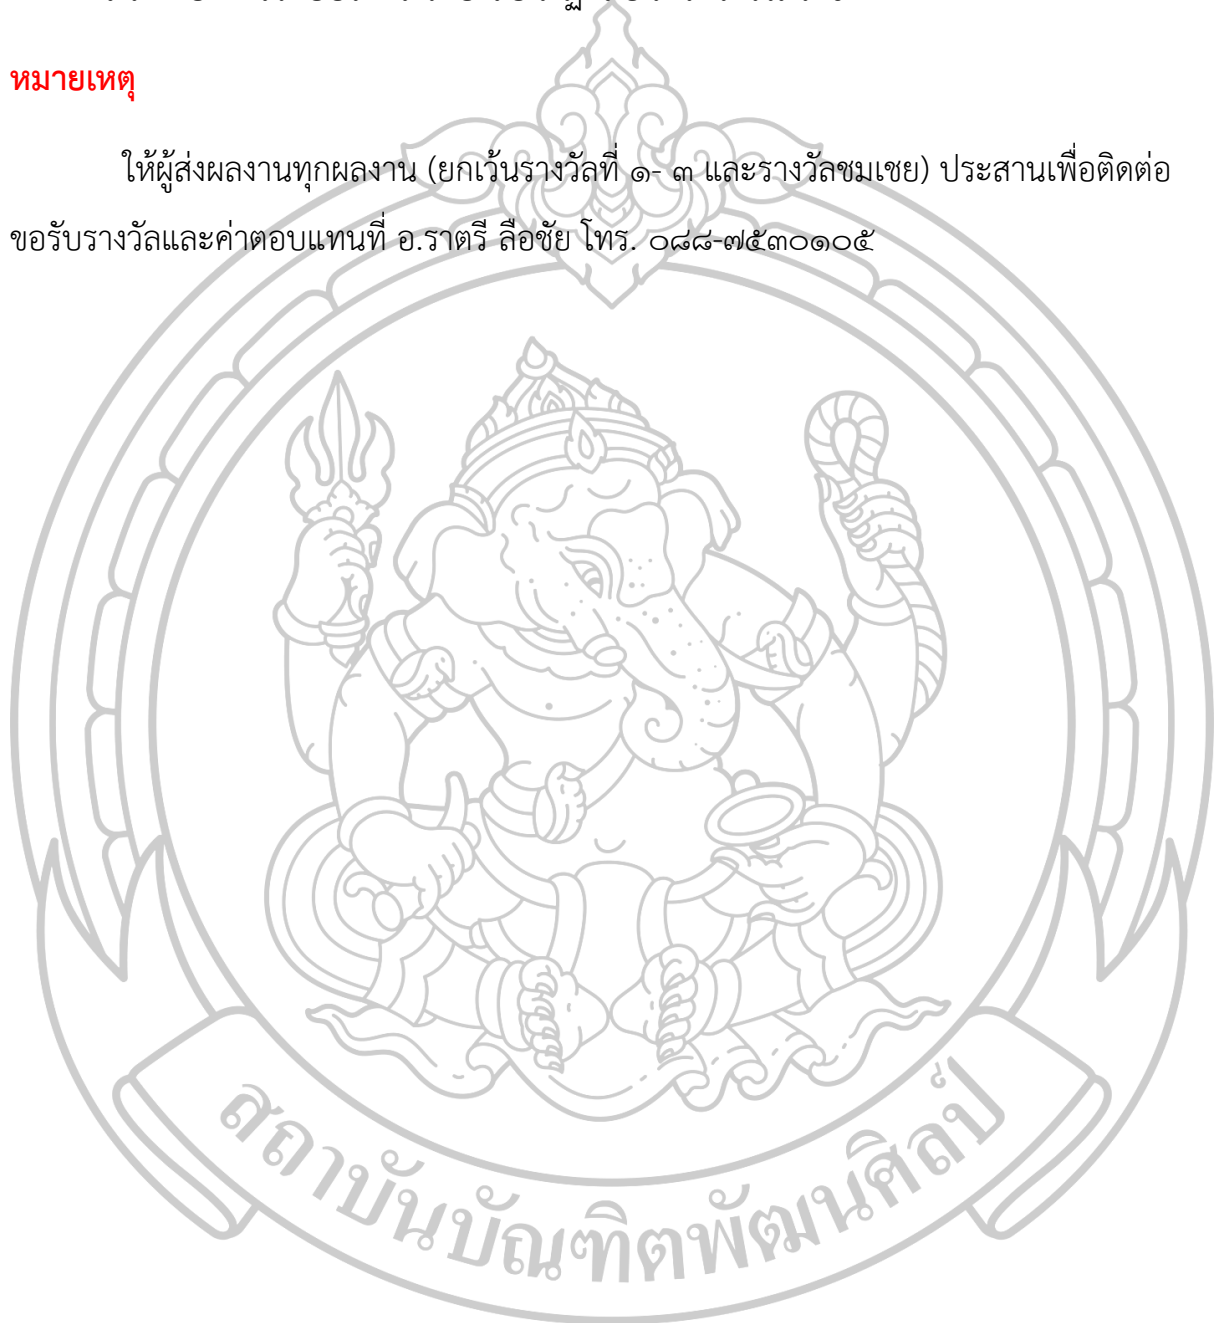 หมายเหตุ
ให้ผู้ส่งผลงานทุกผลงาน (ยกเว้นรางวัลที่ ๑- ๓ และรางวัลชมเชย) ประสานเพื่อติดต่อ
ขอรับรางวัลและค่าตอบแทนที่ อ.ราตรี ลือชัย โทร. ๐๘๘-๗๕๓๐๑๐๕
สถาบันบัณฑิตพัฒนศิลป์